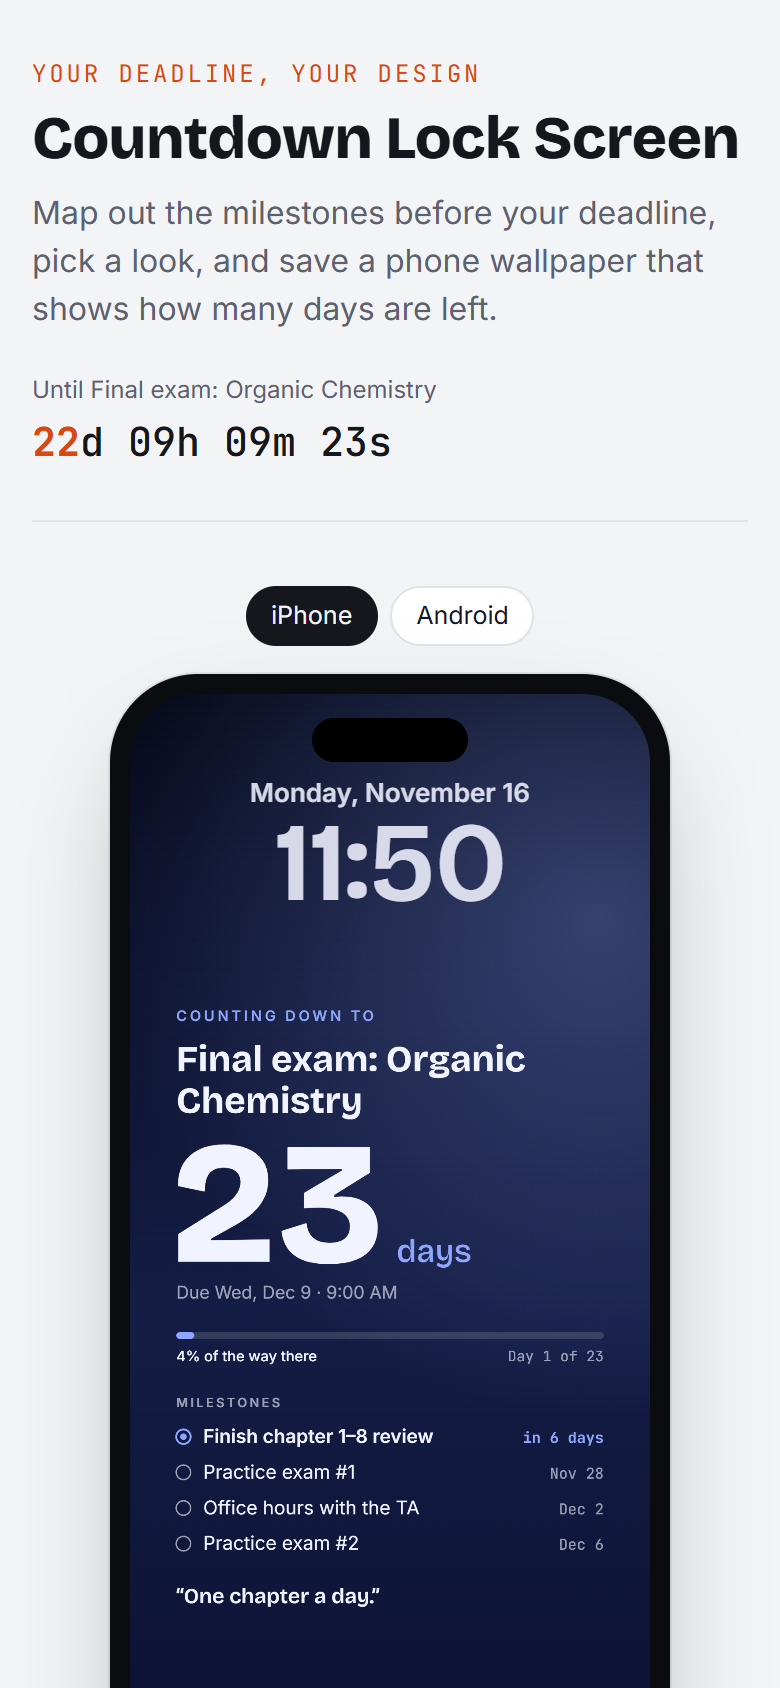 YOUR DEADLINE, YOUR DESIGN
Countdown Lock Screen
Map out the milestones before your deadline,
pick a look, and save a phone wallpaper that
shows how many days are left.
Until Final exam: Organic Chemistry
22d 09h 09m 23s
iPhone Android
Monday, November 16
11:50
COUNTING DOWN TO
Final exam: Organic
Chemistry
23 days
Due Wed, Dec 9 · 9:00 AM
4% of the way there Day 1 of 23
MILESTONES
Finish chapter 1–8 review in 6 days
Practice exam #1 Nov 28
Office hours with the TA Dec 2
Practice exam #2 Dec 6
“One chapter a day.”